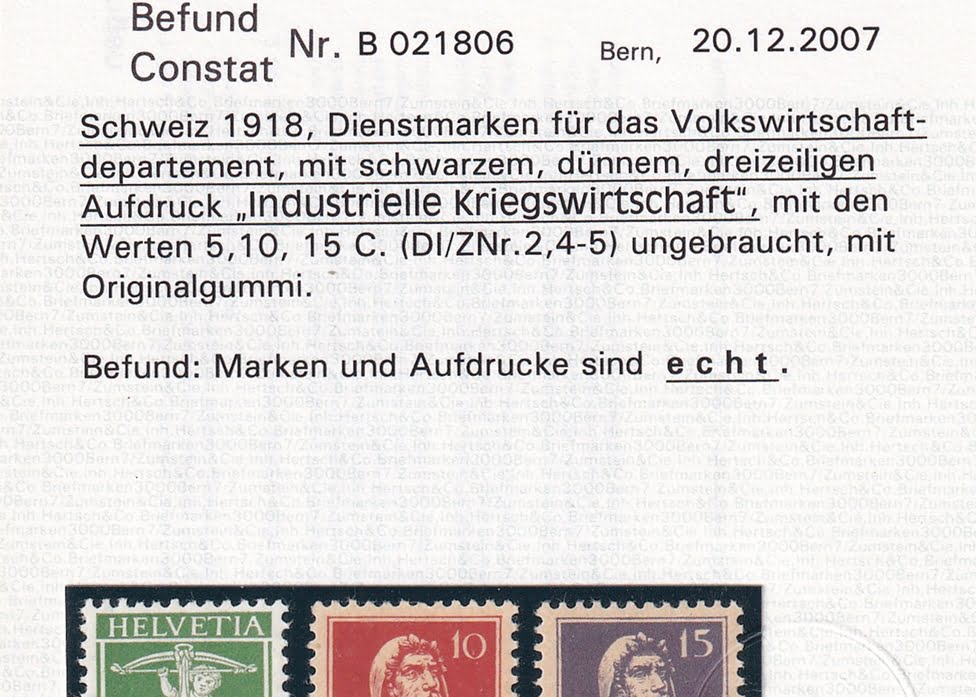 Befund
Constat
Nr. B 021806
Bern, 20.12.2007
Schweiz 1918, Dienstmarken für das Volkswirtschaft-
departement, mit schwarzem, dünnem, dreizeiligen
Aufdruck „Industrielle Kriegswirtschaft", mit den
Werten 5,10, 15 C. (DI/ZNr.2,4-5) ungebraucht, mit
Originalgummi.
Befund: Marken und Aufdrucke sind e c h t .
HELVETIA
10
15